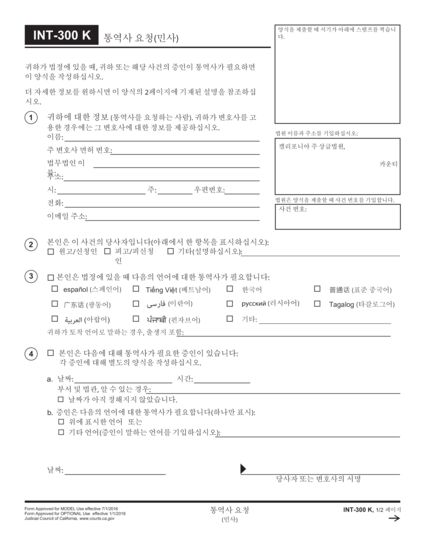 INT-300 K 통역사 요청(민사)
양식을 제출할 때 서기가 아래에 스탬프를 찍습니
다.
귀하가 법정에 있을 때, 귀하 또는 해당 사건의 증인이 통역사가 필요하면
이 양식을 작성하십시오.
더 자세한 정보를 원하시면 이 양식의 2페이지에 기재된 설명을 참조하십
시오.
1 귀하에 대한 정보(통역사를 요청하는 사람). 귀하가 변호사를 고
용한 경우에는 그 변호사에 대한 정보를 제공하십시오.
이름:
주 변호사 면허 번호:
법무법인 이
름:
주소:
시: 주: 우편번호:
전화:
이메일 주소:
법원 이름과 주소를 기입하십시오:
캘리포니아 주 상급법원,
카운티
법원은 양식을 제출할 때 사건 번호를 기입합니다.
사건 번호:
2 본인은 이 사건의 당사자입니다(아래에서 한 항목을 표시하십시오):
☐ 원고/신청인 ☐ 피고/피신청 ☐ 기타(설명하십시오):
인
3 ☐ 본인은 법정에 있을 때 다음의 언어에 대한 통역사가 필요합니다:
☐ español (스페인어) ☐ Tiếng Việt (베트남어) ☐ 한국어 ☐ 普通话 (표준 중국어)
☐ 广东话 (광둥어) ☐ فارسی (이란어) ☐ русский (러시아어) ☐ Tagalog (타갈로그어)
☐ العربية (아랍어) ☐ ਪੰਜਾਬੀ (펀자브어) ☐ 기타:
귀하가 토착 언어로 말하는 경우, 출생지 포함:
4 ☐ 본인은 다음에 대해 통역사가 필요한 증인이 있습니다:
각 증인에 대해 별도의 양식을 작성하십시오.
a. 날짜: 시간:
부서 및 법관, 알 수 있는 경우:
☐ 날짜가 아직 정해지지 않았습니다.
b. 증인은 다음의 언어에 대한 통역사가 필요합니다(하나만 표시):
☐ 위에 표시한 언어 또는
☐ 기타 언어(증인이 말하는 언어를 기입하십시오):
날짜:
당사자 또는 변호사의 서명
Form Approved for MODEL Use effective 7/1/2016
Form Approved for OPTIONAL Use effective 1/1/2018
Judicial Council of California, www.courts.ca.gov
통역사 요청
(민사)
INT-300 K, 1/2 페이지